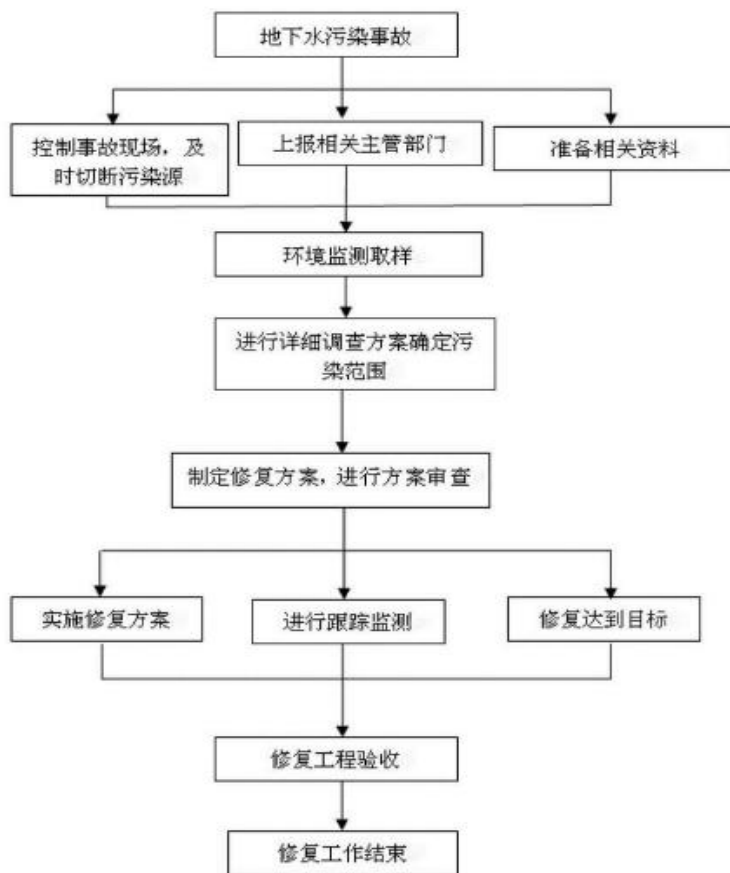 地下水污染事故
控制事故现场，及
时切断污染源
上报相关主管部门
准备相关资料
环境监测取样
进行详细调查方案确定污
染范围
制定修复方案，进行方案审查
实施修复方案
进行跟踪监测
修复达到目标
修复工程验收
修复工作结束